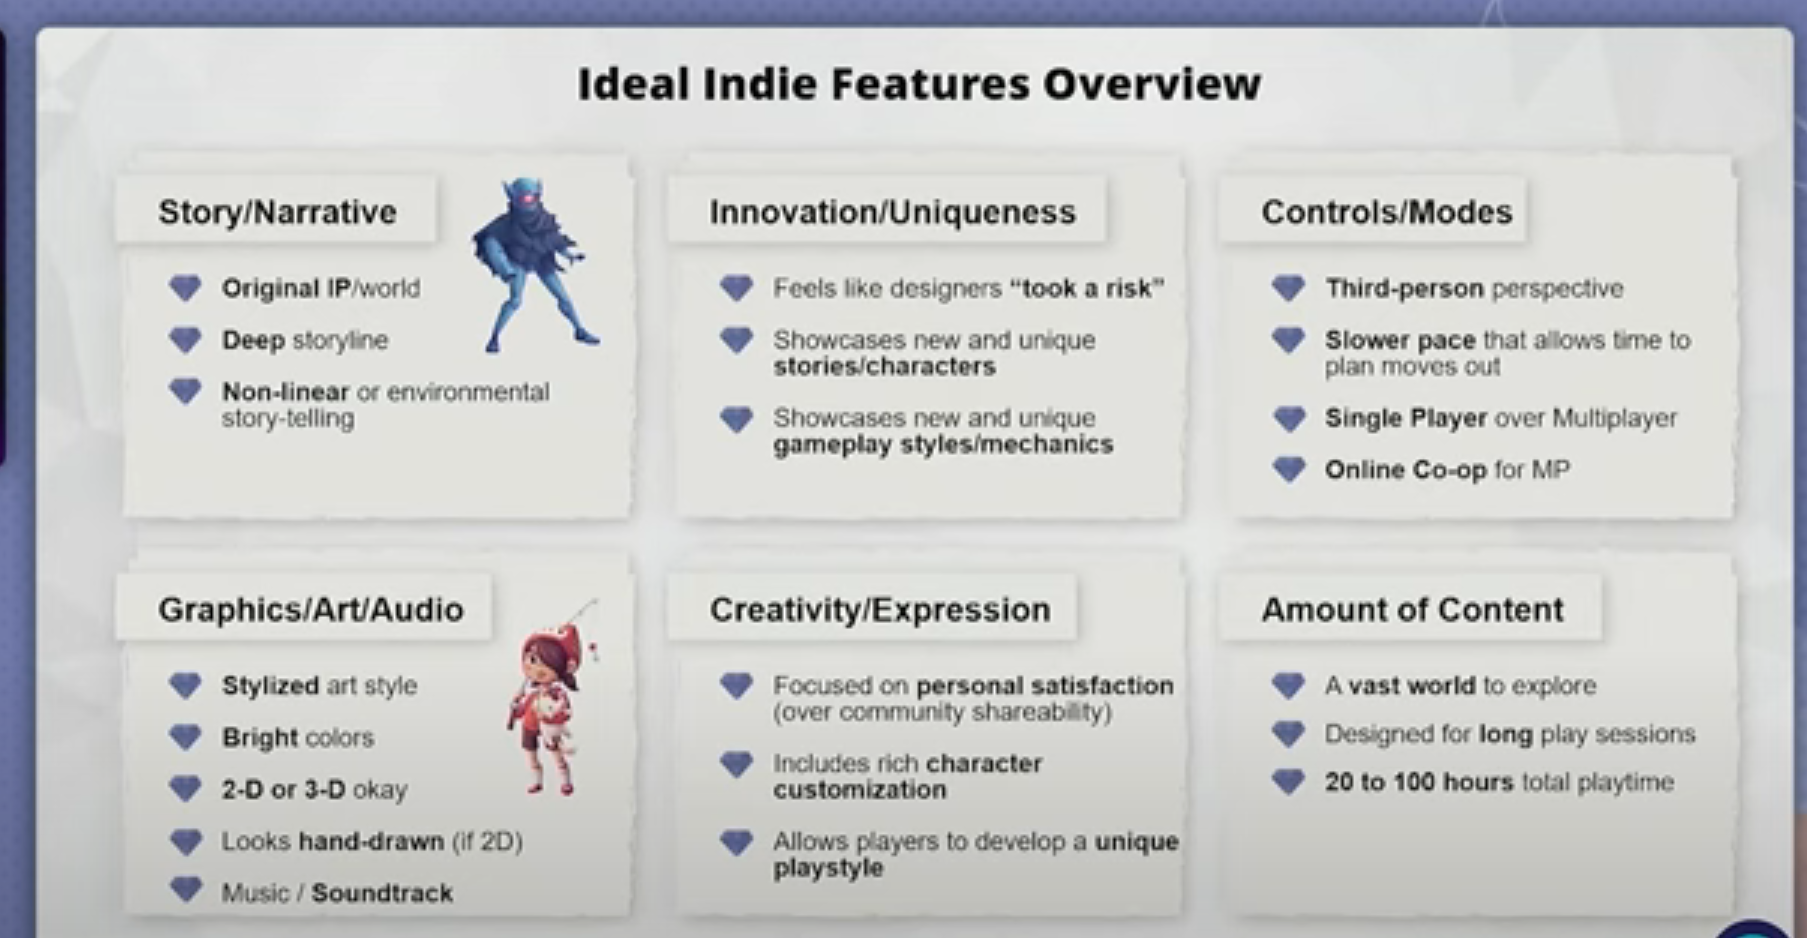 Ideal Indie Features Overview
Story/Narrative
Original IP/world
Deep storyline
Non-linear or environmental
story-telling
Innovation/Uniqueness
Feels like designers “took a risk”
Showcases new and unique
stories/characters
Showcases new and unique
gameplay styles/mechanics
Controls/Modes
Third-person perspective
Slower pace that allows time to
plan moves out
Single Player over Multiplayer
Online Co-op for MP
Graphics/Art/Audio
Stylized art style
Bright colors
2-D or 3-D okay
Looks hand-drawn (if 2D)
Music / Soundtrack
Creativity/Expression
Focused on personal satisfaction
(over community shareability)
Includes rich character
customization
Allows players to develop a unique
playstyle
Amount of Content
A vast world to explore
Designed for long play sessions
20 to 100 hours total playtime